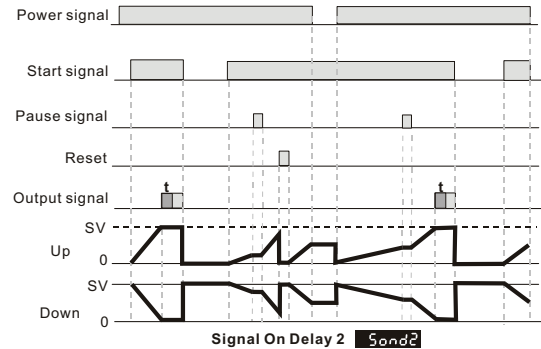 Power signal
Start signal
Pause signal
Reset
Output signal
t
t
SV
Up
0
SV
Down
0
Signal On Delay 2 Sond2